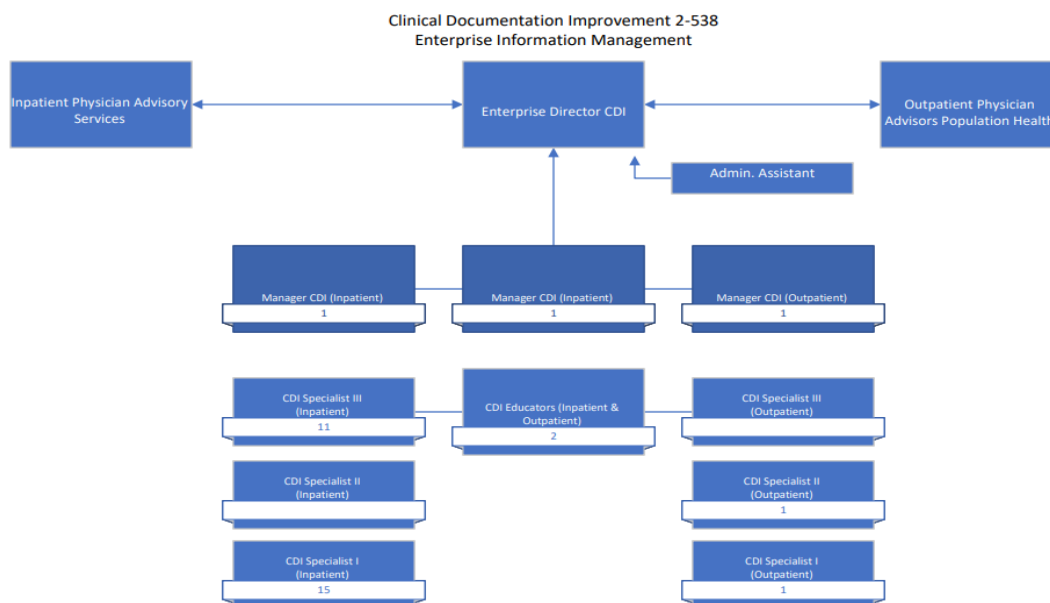 Clinical Documentation Improvement 2-538
Enterprise Information Management
Inpatient Physician Advisory
Services
Enterprise Director CDI
Outpatient Physician
Advisors Population Health
Admin. Assistant
Manager CDI (Inpatient)
1
Manager CDI (Inpatient)
1
Manager CDI (Outpatient)
1
CDI Specialist III
(Inpatient)
11
CDI Educators (Inpatient &
Outpatient)
2
CDI Specialist III
(Outpatient)
CDI Specialist II
(Inpatient)
CDI Specialist II
(Outpatient)
1
CDI Specialist I
(Inpatient)
15
CDI Specialist I
(Outpatient)
1